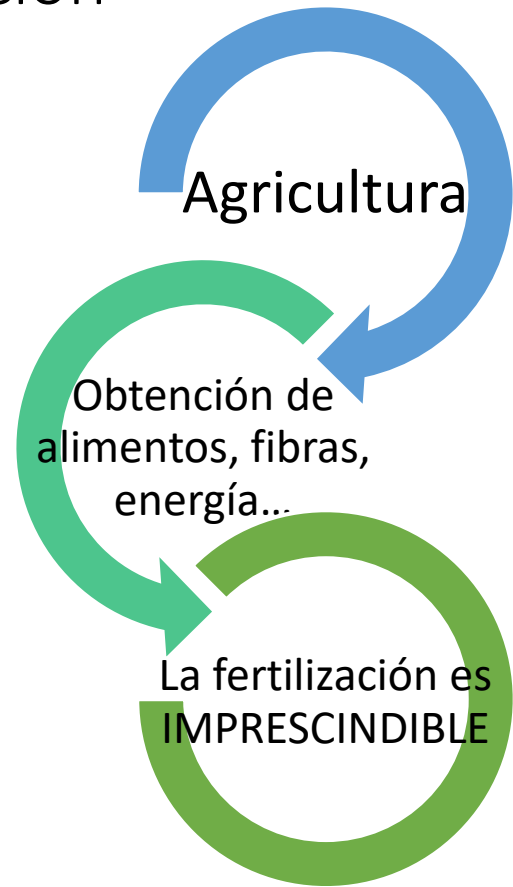 Agricultura
Obtención de
alimentos, fibras,
energía...
La fertilización es
IMPRESCINDIBLE